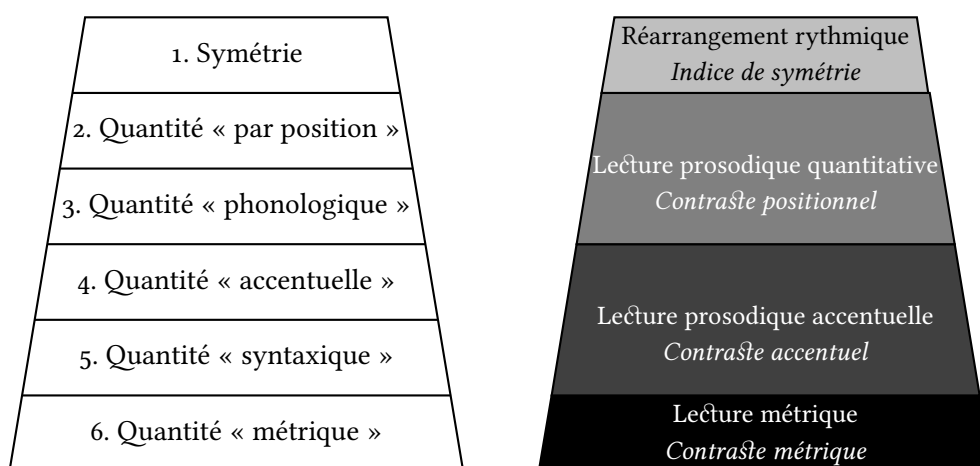 1. Symétrie
2. Quantité « par position »
3. Quantité « phonologique »
4. Quantité « accentuelle »
5. Quantité « syntaxique »
6. Quantité « métrique »
Réarrangement rythmique
Indice de symétrie
Lecture prosodique quantitative
Contraste positionnel
Lecture prosodique accentuelle
Contraste accentuel
Lecture métrique
Contraste métrique